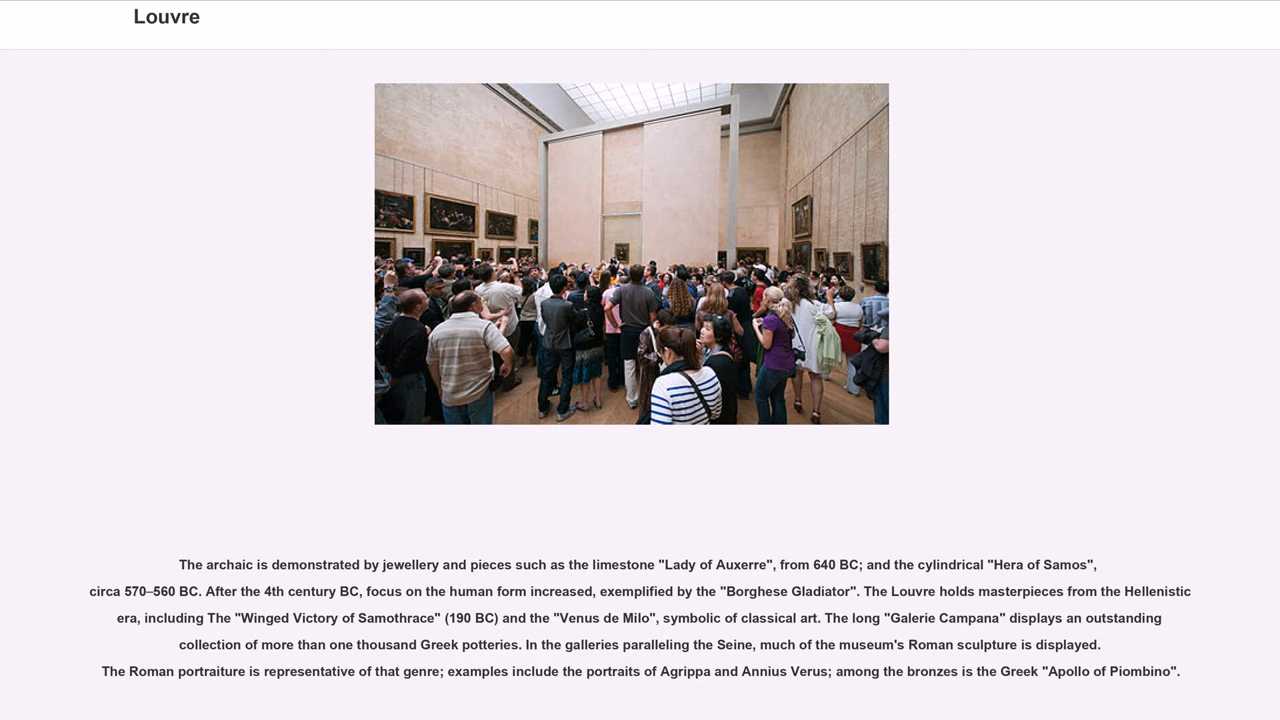 Louvre
The archaic is demonstrated by jewellery and pieces such as the limestone "Lady of Auxerre", from 640 BC; and the cylindrical "Hera of Samos",
circa 570–560 BC. After the 4th century BC, focus on the human form increased, exemplified by the "Borghese Gladiator". The Louvre holds masterpieces from the Hellenistic
era, including The "Winged Victory of Samothrace" (190 BC) and the "Venus de Milo", symbolic of classical art. The long "Galerie Campana" displays an outstanding
collection of more than one thousand Greek potteries. In the galleries paralleling the Seine, much of the museum's Roman sculpture is displayed.
The Roman portraiture is representative of that genre; examples include the portraits of Agrippa and Annius Verus; among the bronzes is the Greek "Apollo of Piombino".